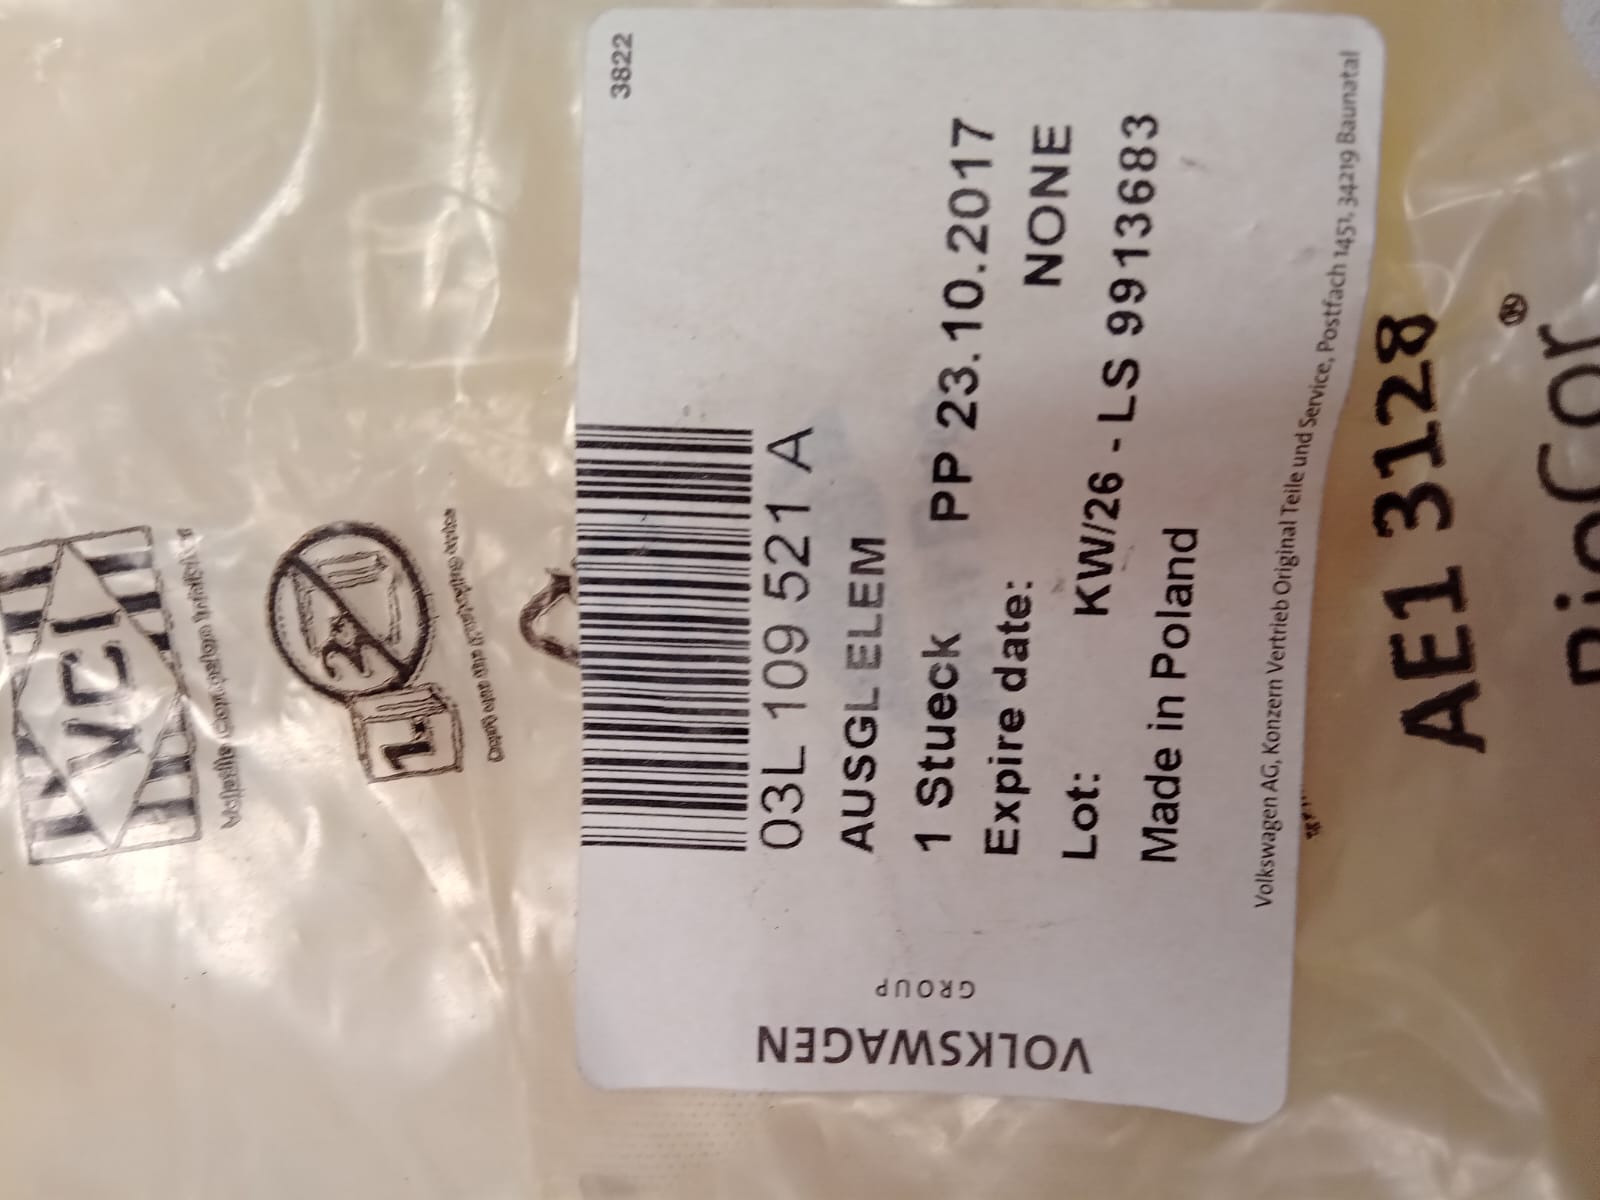 3822
03L 109 521 A
AUSGL ELEM
1 Stueck PP 23.10.2017
Expire date: NONE
Lot: KW/26 - LS 9913683
Made in Poland
Volkswagen AG, Konzern Vertrieb Original Teile und Service, Postfach 1451, 34219 Baunatal
VOLKSWAGEN
GROUP
VCI
1.
3.
AE1 3128
®